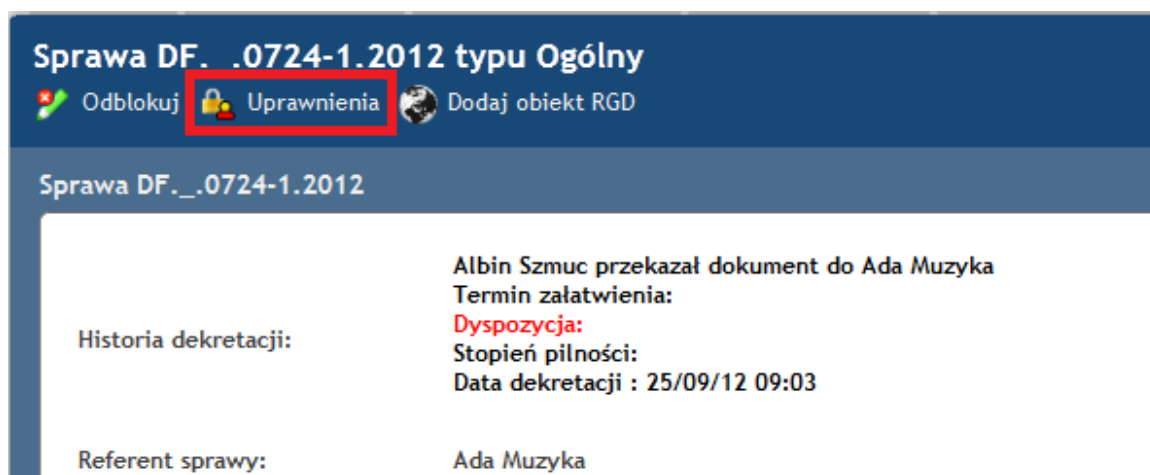 Sprawa DF._.0724-1.2012 typu Ogólny
Odblokuj Uprawnienia Dodaj obiekt RGD
Sprawa DF._.0724-1.2012
Albin Szmuc przekazał dokument do Ada Muzyka
Termin załatwienia:
Dyspozycja:
Historia dekretacji:
Stopień pilności:
Data dekretacji : 25/09/12 09:03
Referent sprawy: Ada Muzyka